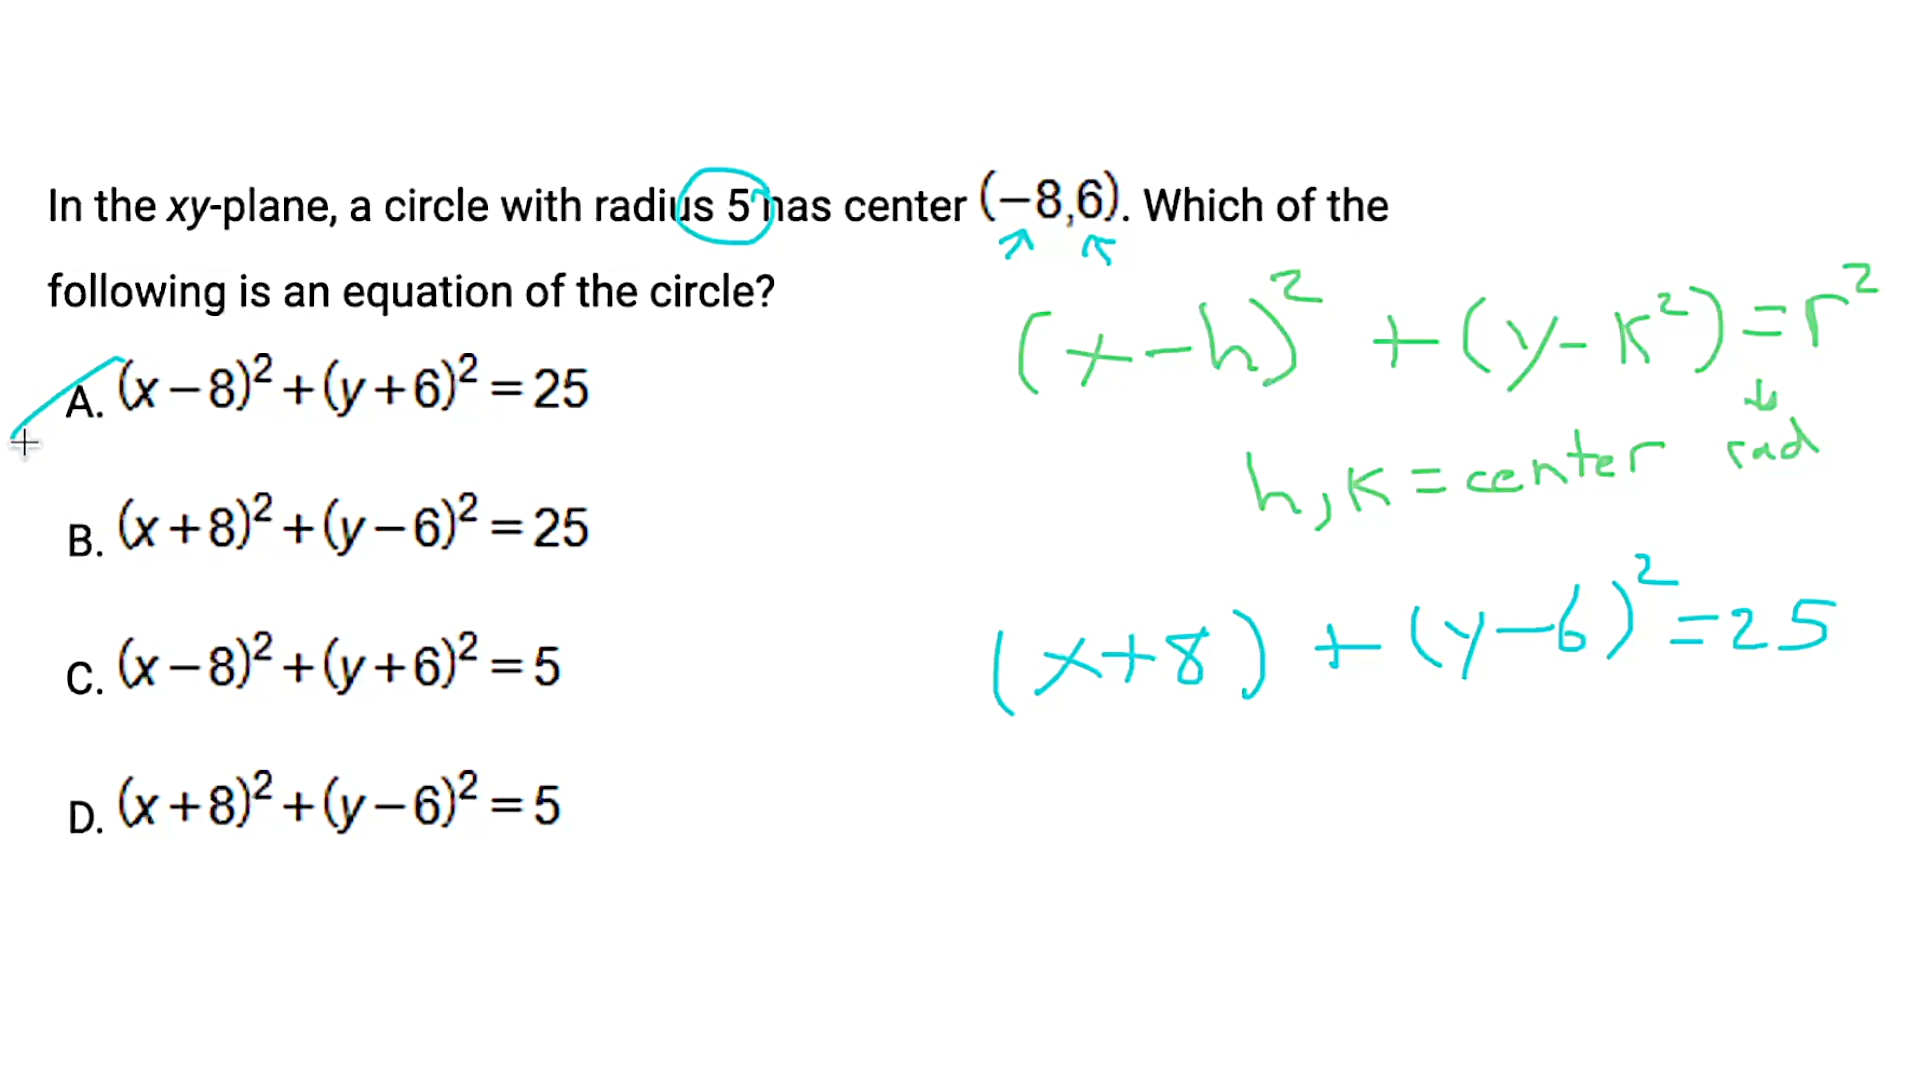 In the xy-plane, a circle with radius 5 has center (−8,6). Which of the
following is an equation of the circle?
(x-h)² + (y-k²) = r²
A. (x−8)²+(y+6)²=25
h,k = center rad
B. (x+8)²+(y−6)²=25
(x+8) + (y-6)² = 25
C. (x−8)²+(y+6)²=5
D. (x+8)²+(y−6)²=5